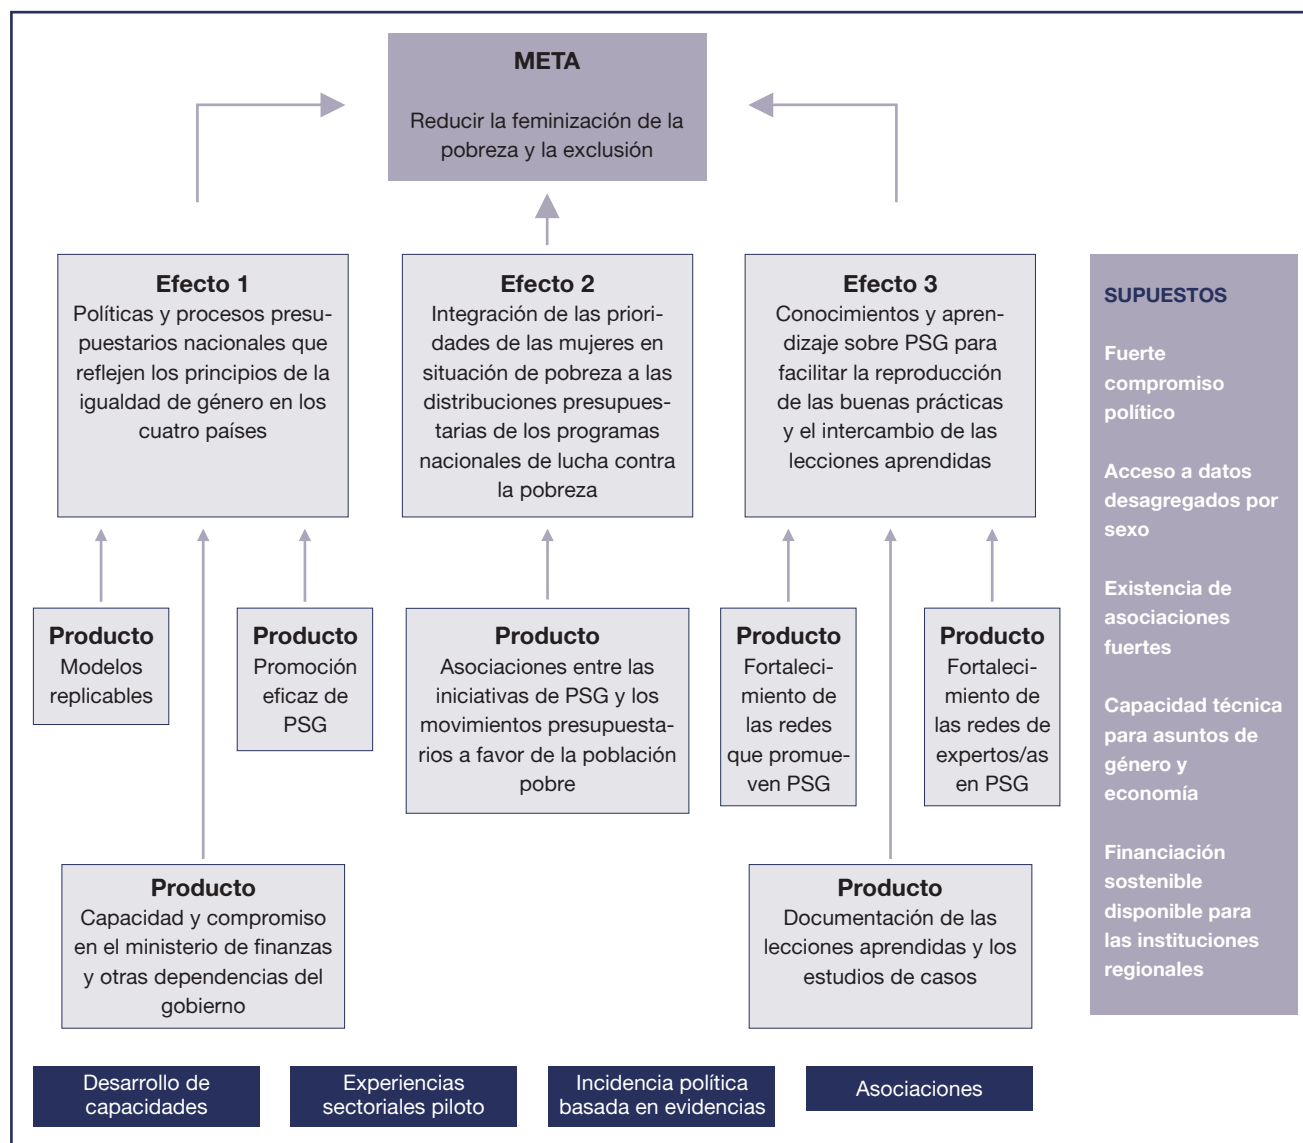 META
Reducir la feminización de la
pobreza y la exclusión
Efecto 1
Políticas y procesos presu-
puestarios nacionales que
reflejen los principios de la
igualdad de género en los
cuatro países
Efecto 2
Integración de las priori-
dades de las mujeres en
situación de pobreza a las
distribuciones presupues-
tarias de los programas
nacionales de lucha contra
la pobreza
Efecto 3
Conocimientos y apren-
dizaje sobre PSG para
facilitar la reproducción
de las buenas prácticas
y el intercambio de las
lecciones aprendidas
Producto
Modelos
replicables
Producto
Promoción
eficaz de
PSG
Producto
Asociaciones entre las
iniciativas de PSG y los
movimientos presupuesta-
rios a favor de la población
pobre
Producto
Fortaleci-
miento de
las redes
que promue-
ven PSG
Producto
Fortaleci-
miento de
las redes de
expertos/as
en PSG
Producto
Capacidad y compromiso
en el ministerio de finanzas
y otras dependencias del
gobierno
Producto
Documentación de las
lecciones aprendidas y los
estudios de casos
SUPUESTOS
Fuerte
compromiso
político
Acceso a datos
desagregados por
sexo
Existencia de
asociaciones
fuertes
Capacidad técnica
para asuntos de
género y
economía
Financiación
sostenible
disponible para
las instituciones
regionales
Desarrollo de
capacidades
Experiencias
sectoriales piloto
Incidencia política
basada en evidencias
Asociaciones